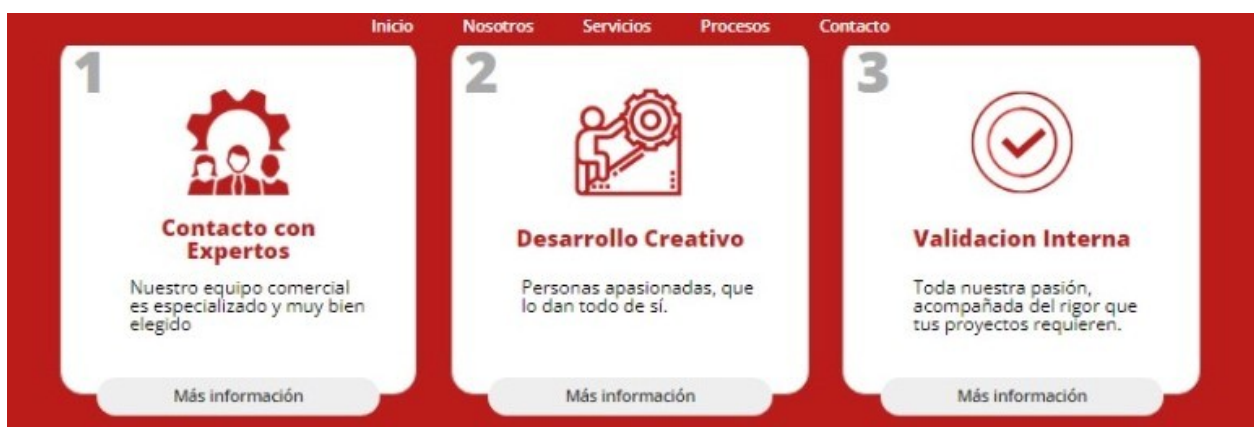 Inicio Nosotros Servicios Procesos Contacto
1
Contacto con
Expertos
Nuestro equipo comercial
es especializado y muy bien
elegido
Más información
2
Desarrollo Creativo
Personas apasionadas, que
lo dan todo de sí.
Más información
3
Validacion Interna
Toda nuestra pasión,
acompañada del rigor que
tus proyectos requieren.
Más información